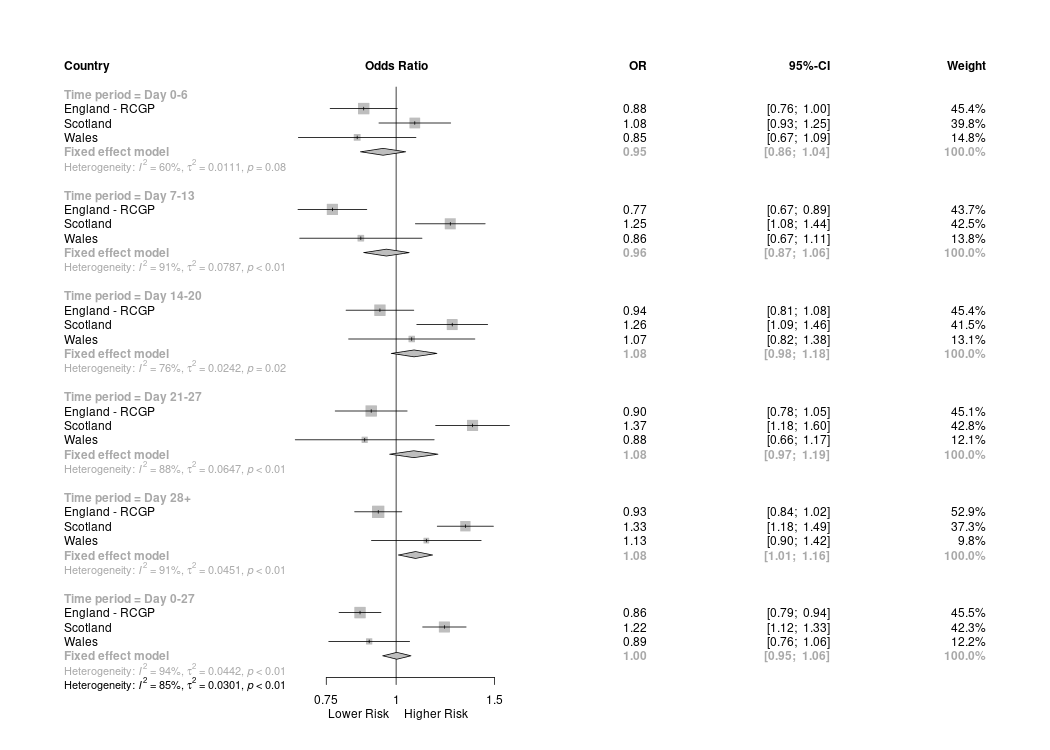 Country Odds Ratio OR 95%-CI Weight
Time period = Day 0-6
England - RCGP 0.88 [0.76; 1.00] 45.4%
Scotland 1.08 [0.93; 1.25] 39.8%
Wales 0.85 [0.67; 1.09] 14.8%
Fixed effect model 0.95 [0.86; 1.04] 100.0%
Heterogeneity: I² = 60%, τ² = 0.0111, p = 0.08
Time period = Day 7-13
England - RCGP 0.77 [0.67; 0.89] 43.7%
Scotland 1.25 [1.08; 1.44] 42.5%
Wales 0.86 [0.67; 1.11] 13.8%
Fixed effect model 0.96 [0.87; 1.06] 100.0%
Heterogeneity: I² = 91%, τ² = 0.0787, p < 0.01
Time period = Day 14-20
England - RCGP 0.94 [0.81; 1.08] 45.4%
Scotland 1.26 [1.09; 1.46] 41.5%
Wales 1.07 [0.82; 1.38] 13.1%
Fixed effect model 1.08 [0.98; 1.18] 100.0%
Heterogeneity: I² = 76%, τ² = 0.0242, p = 0.02
Time period = Day 21-27
England - RCGP 0.90 [0.78; 1.05] 45.1%
Scotland 1.37 [1.18; 1.60] 42.8%
Wales 0.88 [0.66; 1.17] 12.1%
Fixed effect model 1.08 [0.97; 1.19] 100.0%
Heterogeneity: I² = 88%, τ² = 0.0647, p < 0.01
Time period = Day 28+
England - RCGP 0.93 [0.84; 1.02] 52.9%
Scotland 1.33 [1.18; 1.49] 37.3%
Wales 1.13 [0.90; 1.42] 9.8%
Fixed effect model 1.08 [1.01; 1.16] 100.0%
Heterogeneity: I² = 91%, τ² = 0.0451, p < 0.01
Time period = Day 0-27
England - RCGP 0.86 [0.79; 0.94] 45.5%
Scotland 1.22 [1.12; 1.33] 42.3%
Wales 0.89 [0.76; 1.06] 12.2%
Fixed effect model 1.00 [0.95; 1.06] 100.0%
Heterogeneity: I² = 94%, τ² = 0.0442, p < 0.01
Heterogeneity: I² = 85%, τ² = 0.0301, p < 0.01
0.75 1 1.5
Lower Risk Higher Risk